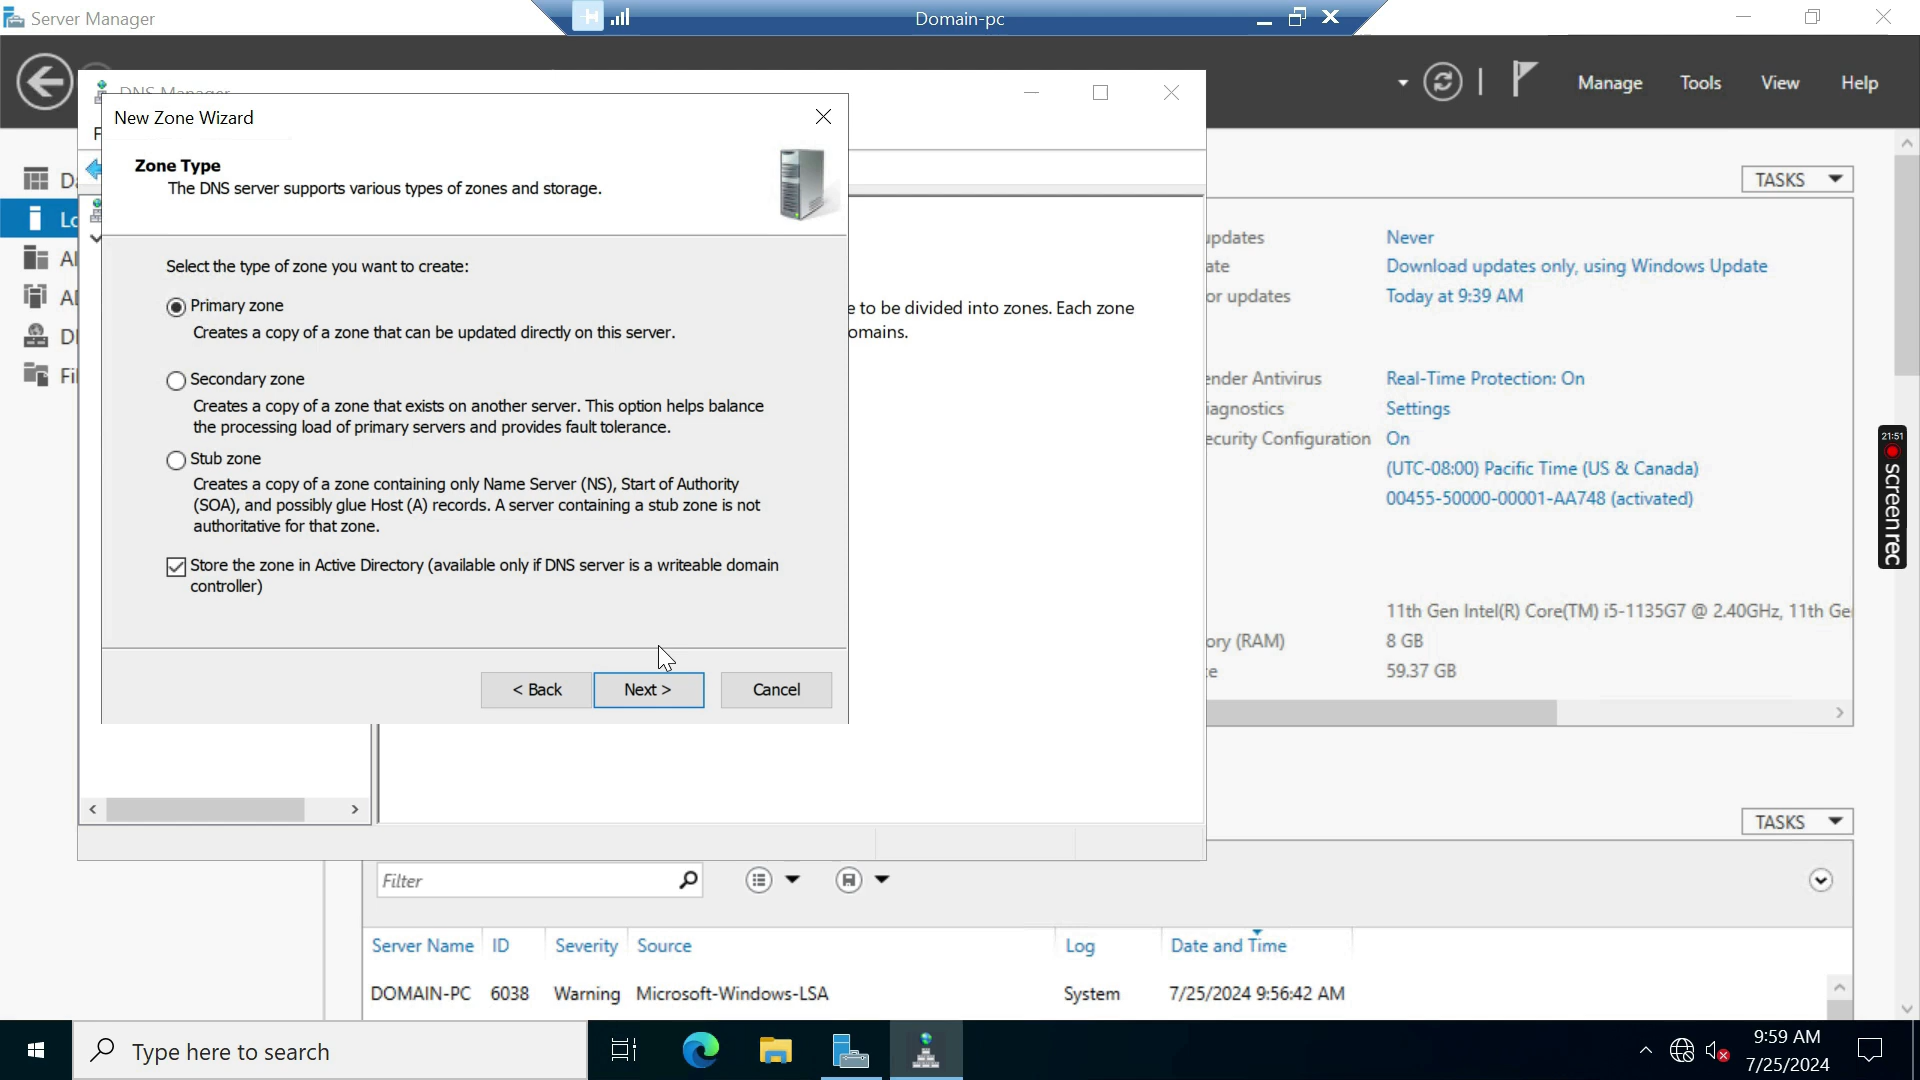 Server Manager
Domain-pc
Manage
Tools
View
Help
DNS Manager
New Zone Wizard
Zone Type
The DNS server supports various types of zones and storage.
Select the type of zone you want to create:
Primary zone
Creates a copy of a zone that can be updated directly on this server.
Secondary zone
Creates a copy of a zone that exists on another server. This option helps balance
the processing load of primary servers and provides fault tolerance.
Stub zone
Creates a copy of a zone containing only Name Server (NS), Start of Authority
(SOA), and possibly glue Host (A) records. A server containing a stub zone is not
authoritative for that zone.
Store the zone in Active Directory (available only if DNS server is a writeable domain
controller)
< Back
Next >
Cancel
to be divided into zones. Each zone
TASKS
updates
Never
Download updates only, using Windows Update
or updates
Today at 9:39 AM
Antivirus
Real-Time Protection: On
Settings
Configuration
On
(UTC-08:00) Pacific Time (US & Canada)
00455-50000-00001-AA748 (activated)
11th Gen Intel(R) Core(TM) i5-1135G7 @ 2.40GHz, 11th Ge
(RAM)
8 GB
59.37 GB
21:51
screenrec
TASKS
Filter
Server Name
ID
Severity
Source
Log
Date and Time
DOMAIN-PC
6038
Warning
Microsoft-Windows-LSA
System
7/25/2024 9:56:42 AM
Type here to search
9:59 AM
7/25/2024